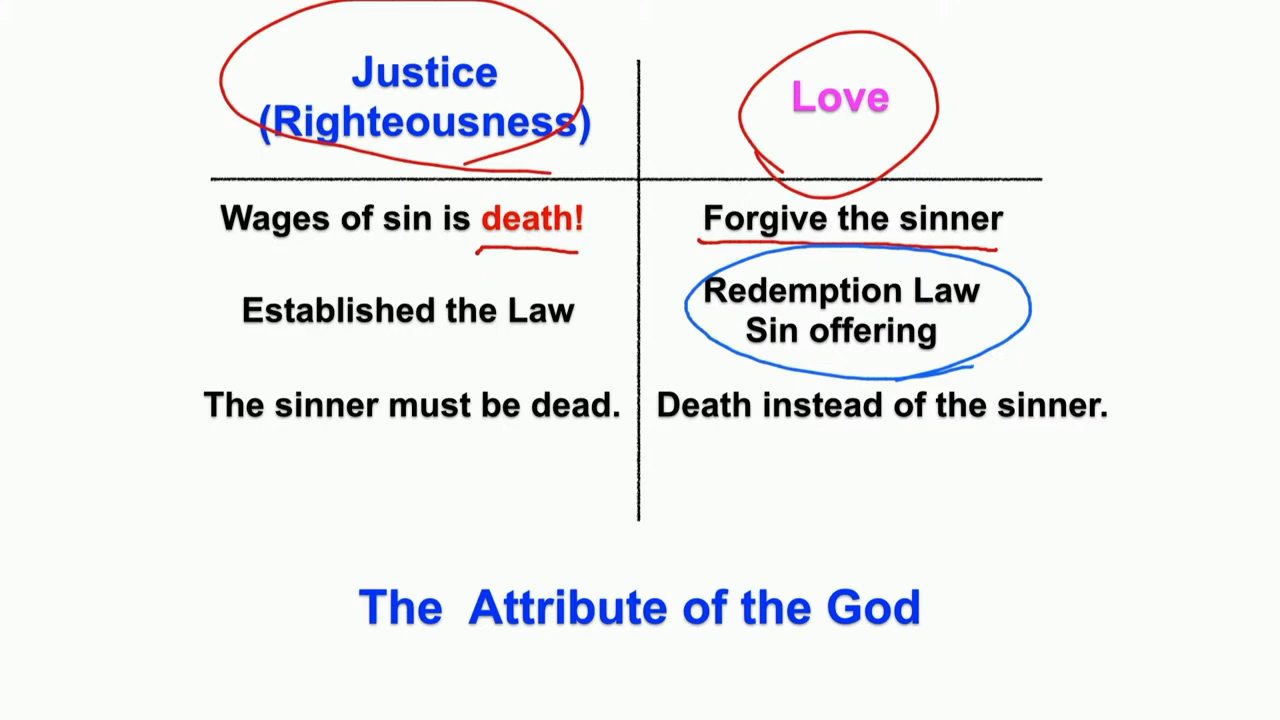 Justice
(Righteousness)
Love
Wages of sin is death!
Forgive the sinner
Established the Law
Redemption Law
Sin offering
The sinner must be dead.
Death instead of the sinner.
The Attribute of the God